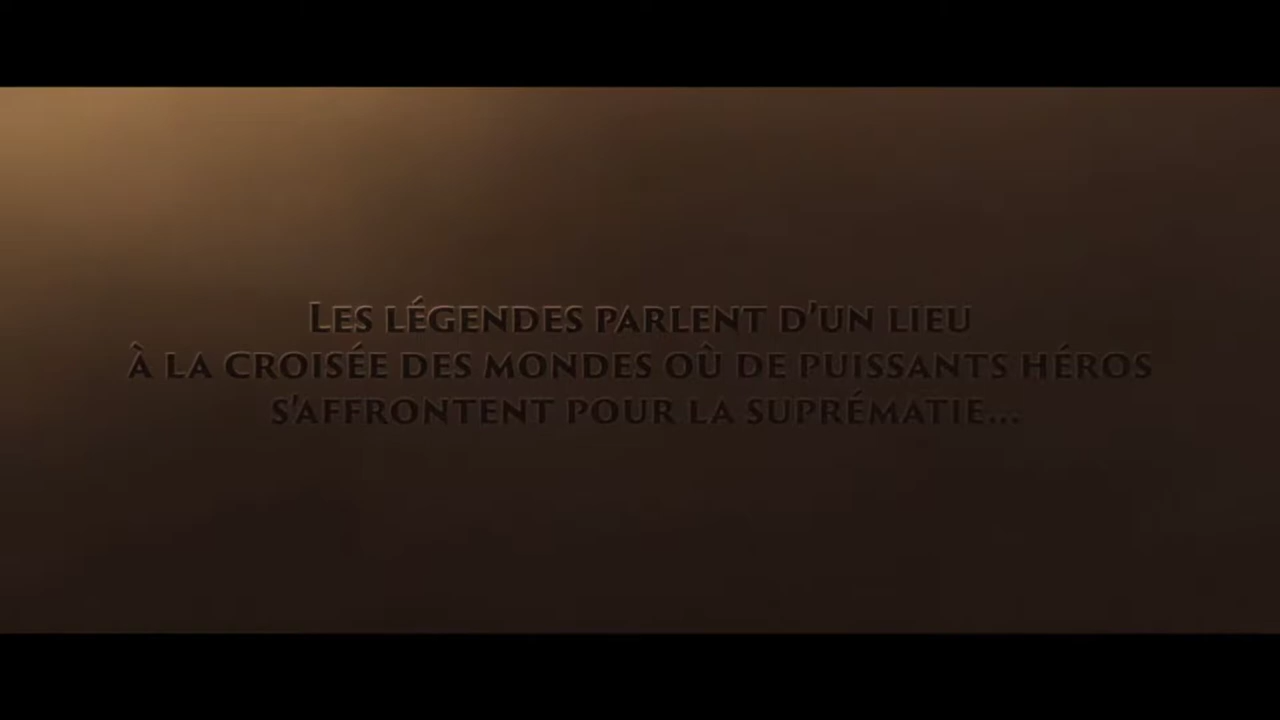 Les légendes parlent d'un lieu
à la croisée des mondes où de puissants héros
s'affrontent pour la suprématie...